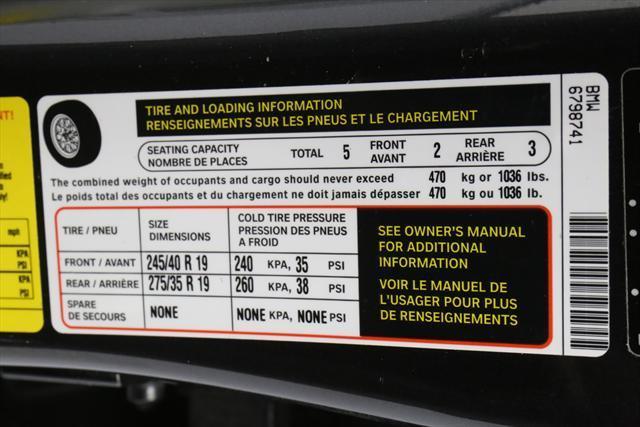 TIRE AND LOADING INFORMATION
RENSEIGNEMENTS SUR LES PNEUS ET LE CHARGEMENT
SEATING CAPACITY
NOMBRE DE PLACES
TOTAL 5
FRONT
AVANT
2
REAR
ARRIÈRE
3
The combined weight of occupants and cargo should never exceed 470 kg or 1036 lbs.
Le poids total des occupants et du chargement ne doit jamais dépasser 470 kg ou 1036 lb.
TIRE / PNEU
SIZE
DIMENSIONS
COLD TIRE PRESSURE
PRESSION DES PNEUS
A FROID
FRONT / AVANT 245/40 R 19 240 KPA, 35 PSI
REAR / ARRIÈRE 275/35 R 19 260 KPA, 38 PSI
SPARE
DE SECOURS
NONE NONE KPA, NONE PSI
SEE OWNER'S MANUAL
FOR ADDITIONAL
INFORMATION
VOIR LE MANUEL DE
L'USAGER POUR PLUS
DE RENSEIGNEMENTS
BMW
6798741
mph
KPA
PSI
KPA
PSI